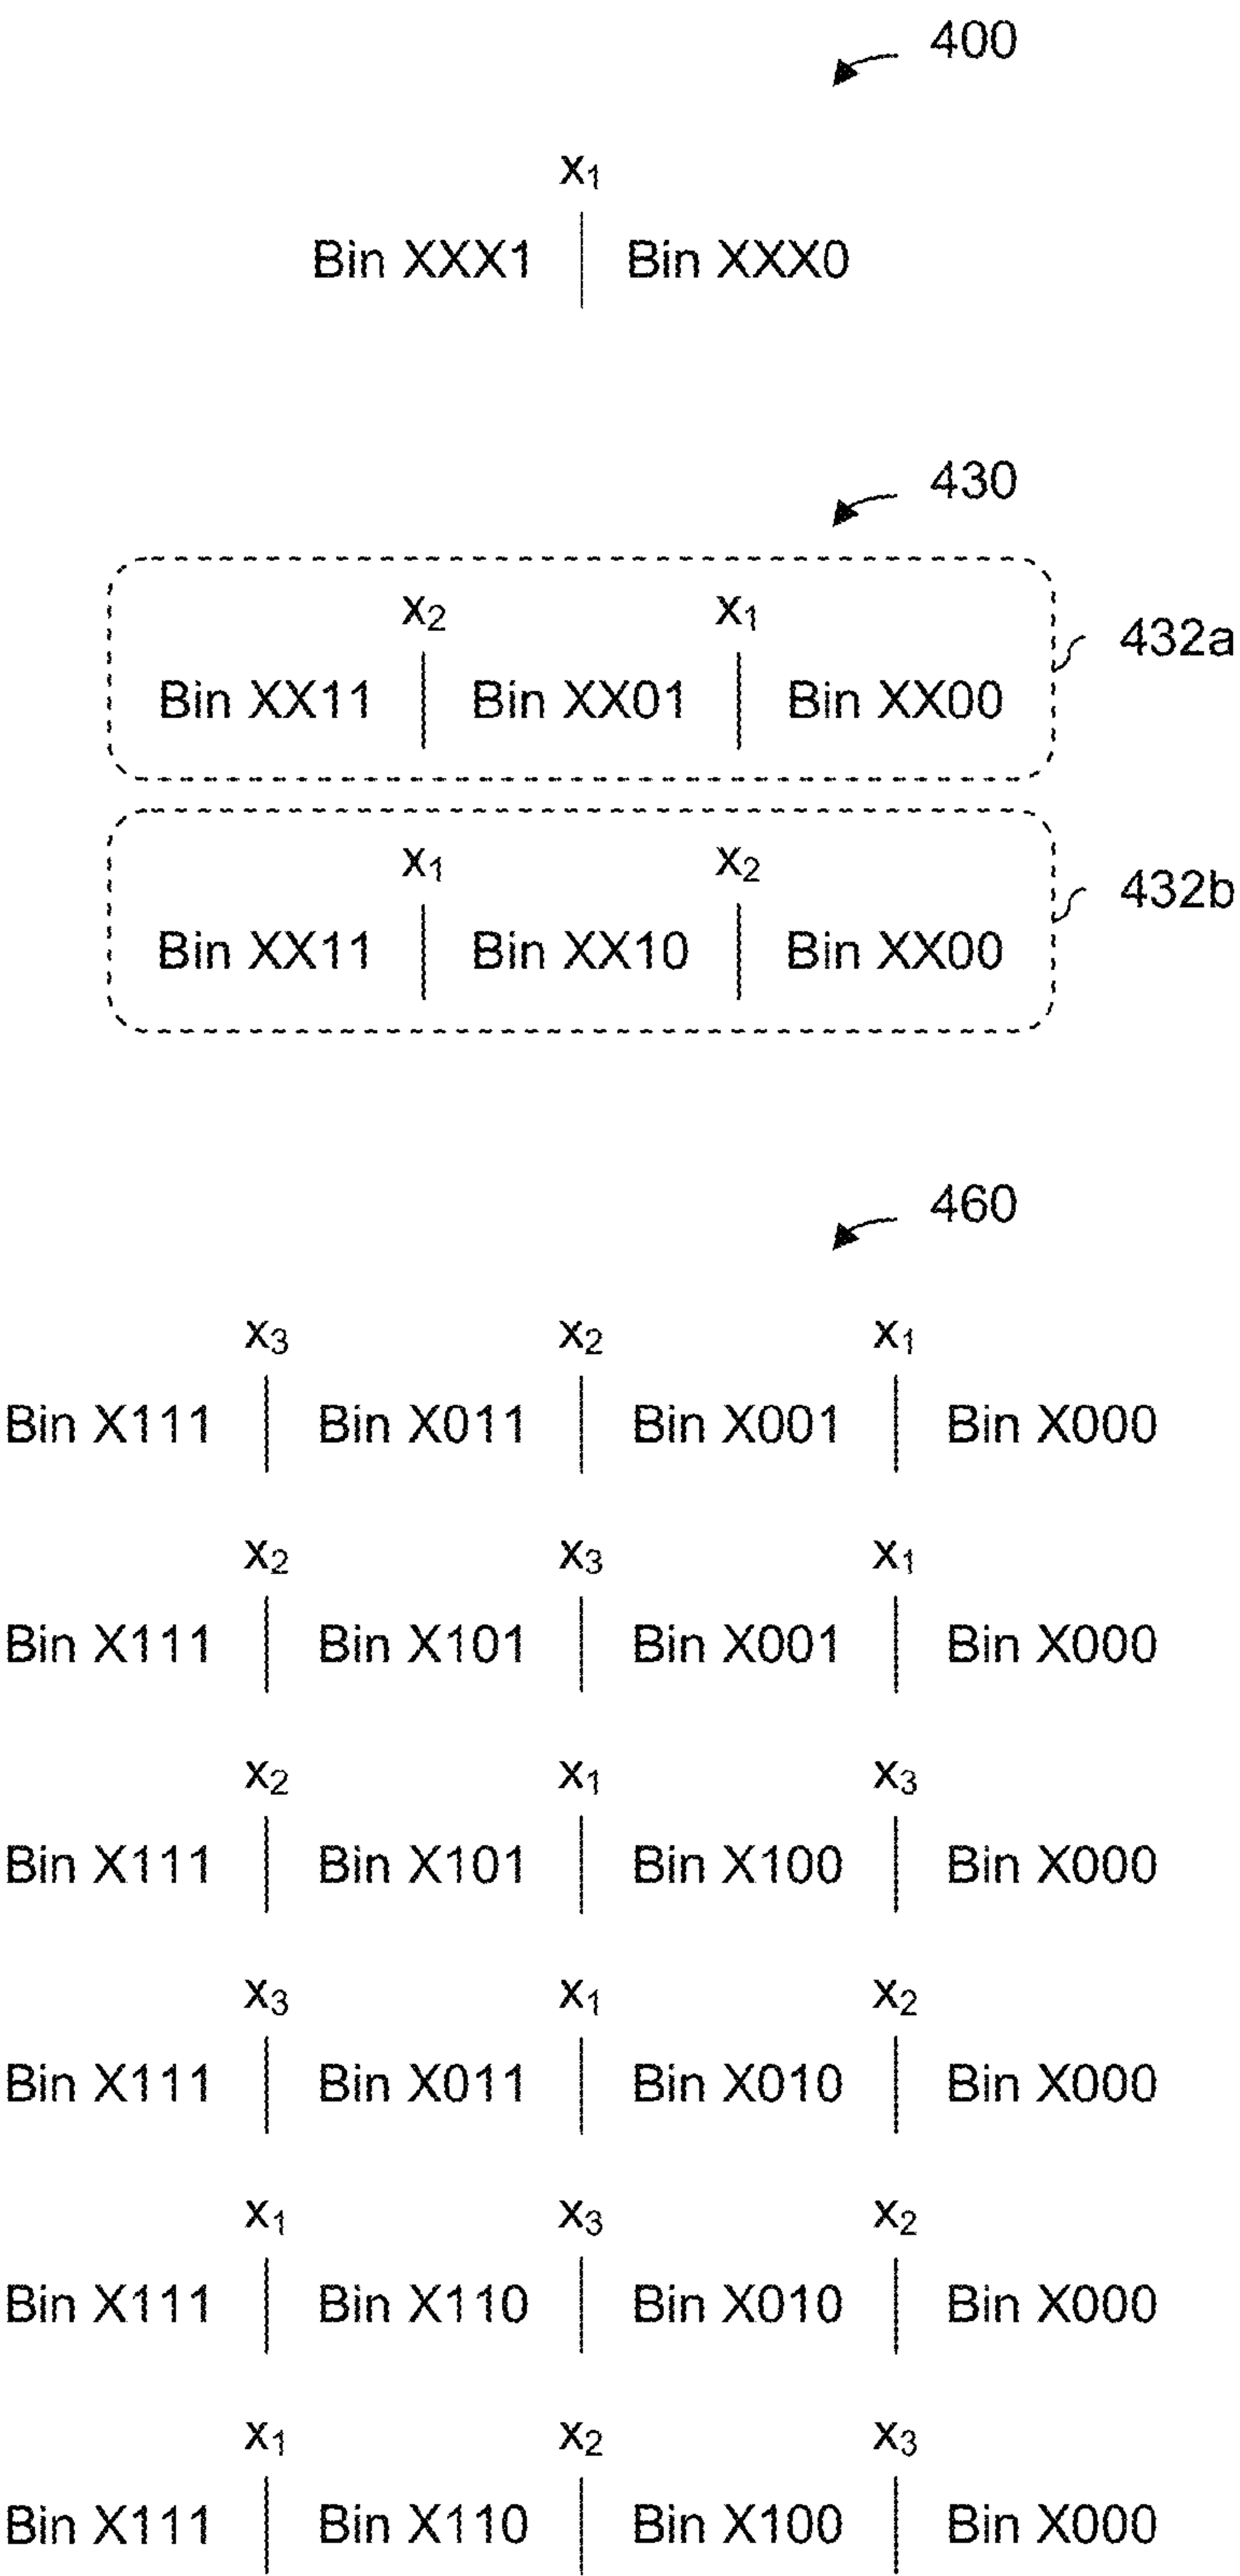 400
x₁
Bin XXX1 Bin XXX0
430
x₂ x₁
432a
Bin XX11 Bin XX01 Bin XX00
x₁ x₂
432b
Bin XX11 Bin XX10 Bin XX00
460
x₃ x₂ x₁
Bin X111 Bin X011 Bin X001 Bin X000
x₂ x₃ x₁
Bin X111 Bin X101 Bin X001 Bin X000
x₂ x₁ x₃
Bin X111 Bin X101 Bin X100 Bin X000
x₃ x₁ x₂
Bin X111 Bin X011 Bin X010 Bin X000
x₁ x₃ x₂
Bin X111 Bin X110 Bin X010 Bin X000
x₁ x₂ x₃
Bin X111 Bin X110 Bin X100 Bin X000